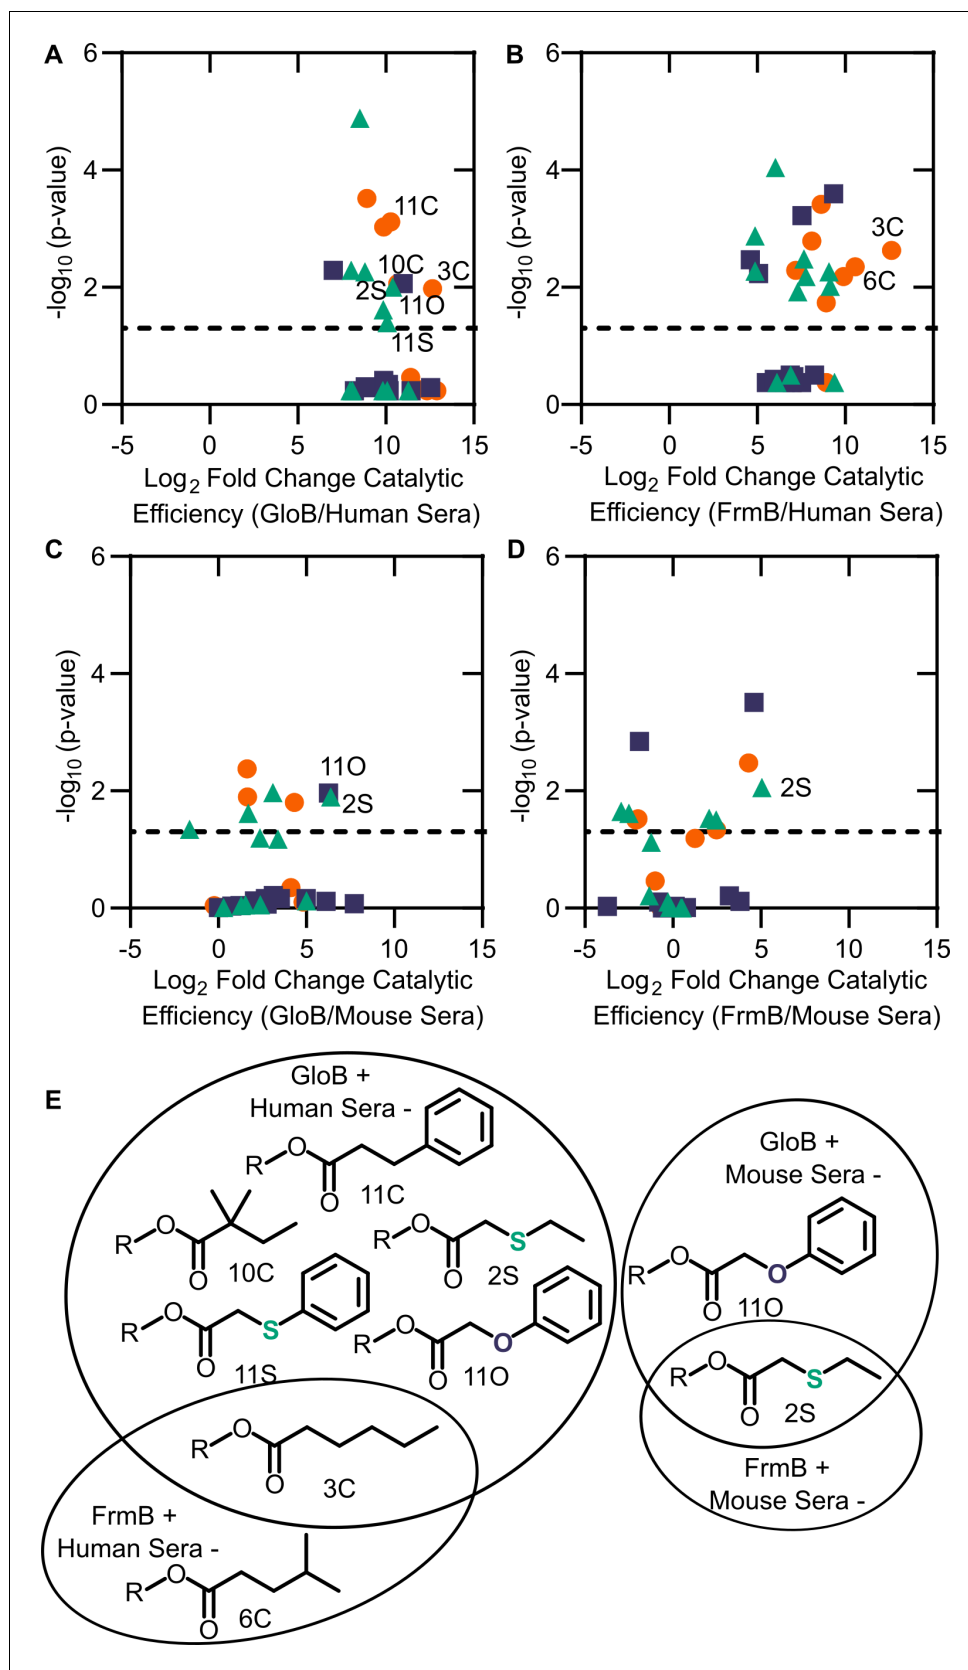 A
6
4
2
0
-5
0
5
10
15
-log10 (p-value)
11C
10C
3C
2S
11O
11S
Log2 Fold Change Catalytic
Efficiency (GloB/Human Sera)
B
6
4
2
0
-5
0
5
10
15
-log10 (p-value)
3C
6C
Log2 Fold Change Catalytic
Efficiency (FrmB/Human Sera)
C
6
4
2
0
-5
0
5
10
15
-log10 (p-value)
11O
2S
Log2 Fold Change Catalytic
Efficiency (GloB/Mouse Sera)
D
6
4
2
0
-5
0
5
10
15
-log10 (p-value)
2S
Log2 Fold Change Catalytic
Efficiency (FrmB/Mouse Sera)
E
GloB +
Human Sera -
R O O
11C
R O O
10C
R O O S
2S
R O O S
11S
R O O O
11O
R O O
3C
FrmB +
Human Sera -
R O O
6C
GloB +
Mouse Sera -
R O O O
11O
R O O S
2S
FrmB +
Mouse Sera -